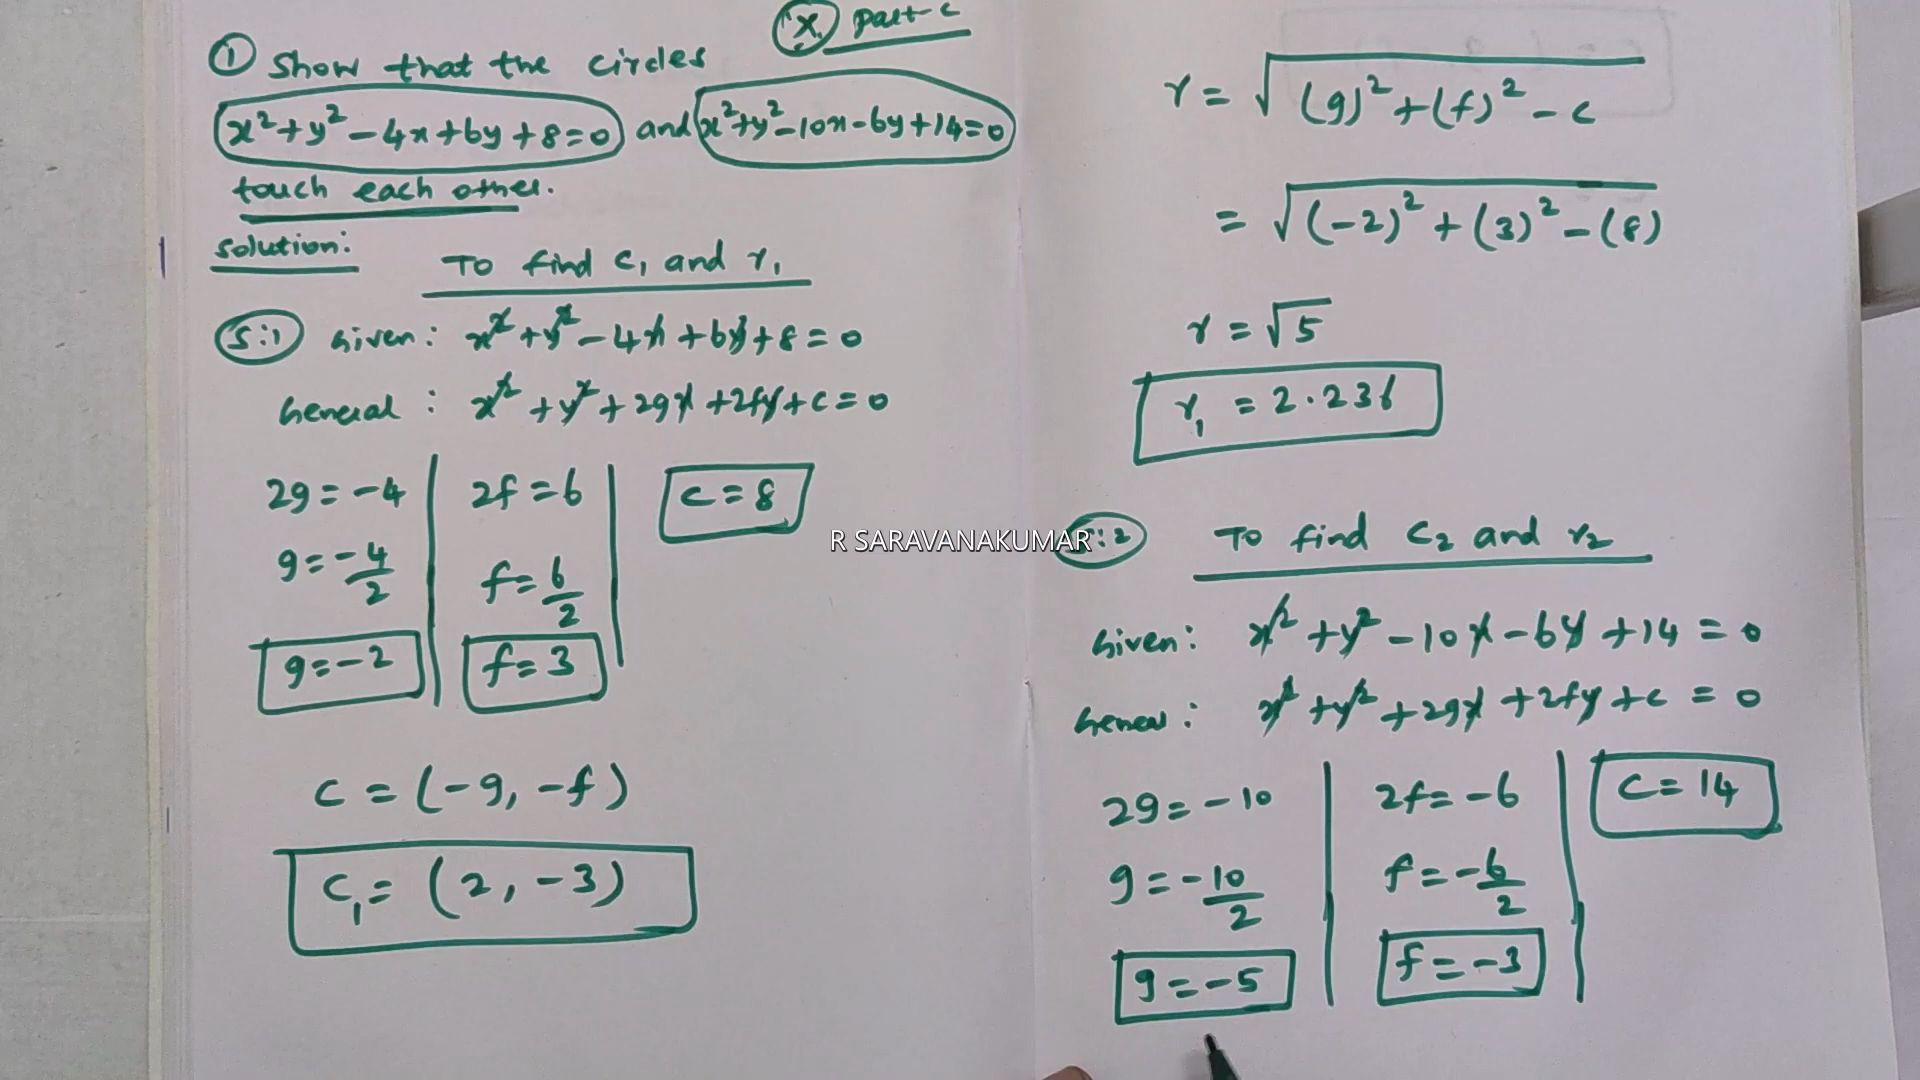 (X) Part-C
① Show that the circles
x²+y²-4x+6y+8=0 and x²+y²-10x-6y+14=0
touch each other.
Solution:
To find C₁ and r₁
S:1 Given: x²+y²-4x+6y+8=0
General: x²+y²+2gx+2fy+c=0
2g=-4 | 2f=6 | c=8
g=-4/2 | f=6/2
g=-2 | f=3
C=(-g,-f)
C₁=(2,-3)
r=√(g)²+(f)²-c
=√(-2)²+(3)²-(8)
r=√5
r₁=2.236
R SARAVANAKUMAR
S:2 To find C₂ and r₂
Given: x²+y²-10x-6y+14=0
General: x²+y²+2gx+2fy+c=0
2g=-10 | 2f=-6 | c=14
g=-10/2 | f=-6/2
g=-5 | f=-3